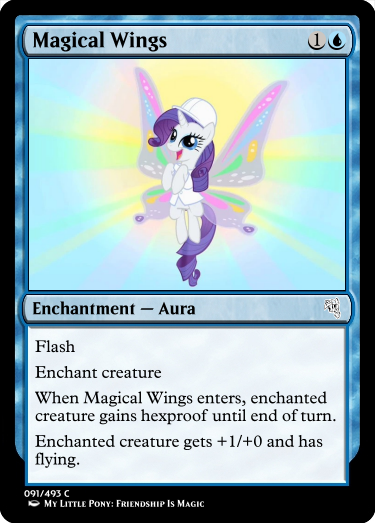 Magical Wings 1
Enchantment — Aura
Flash
Enchant creature
When Magical Wings enters, enchanted
creature gains hexproof until end of turn.
Enchanted creature gets +1/+0 and has
flying.
091/493 C
My Little Pony: Friendship Is Magic